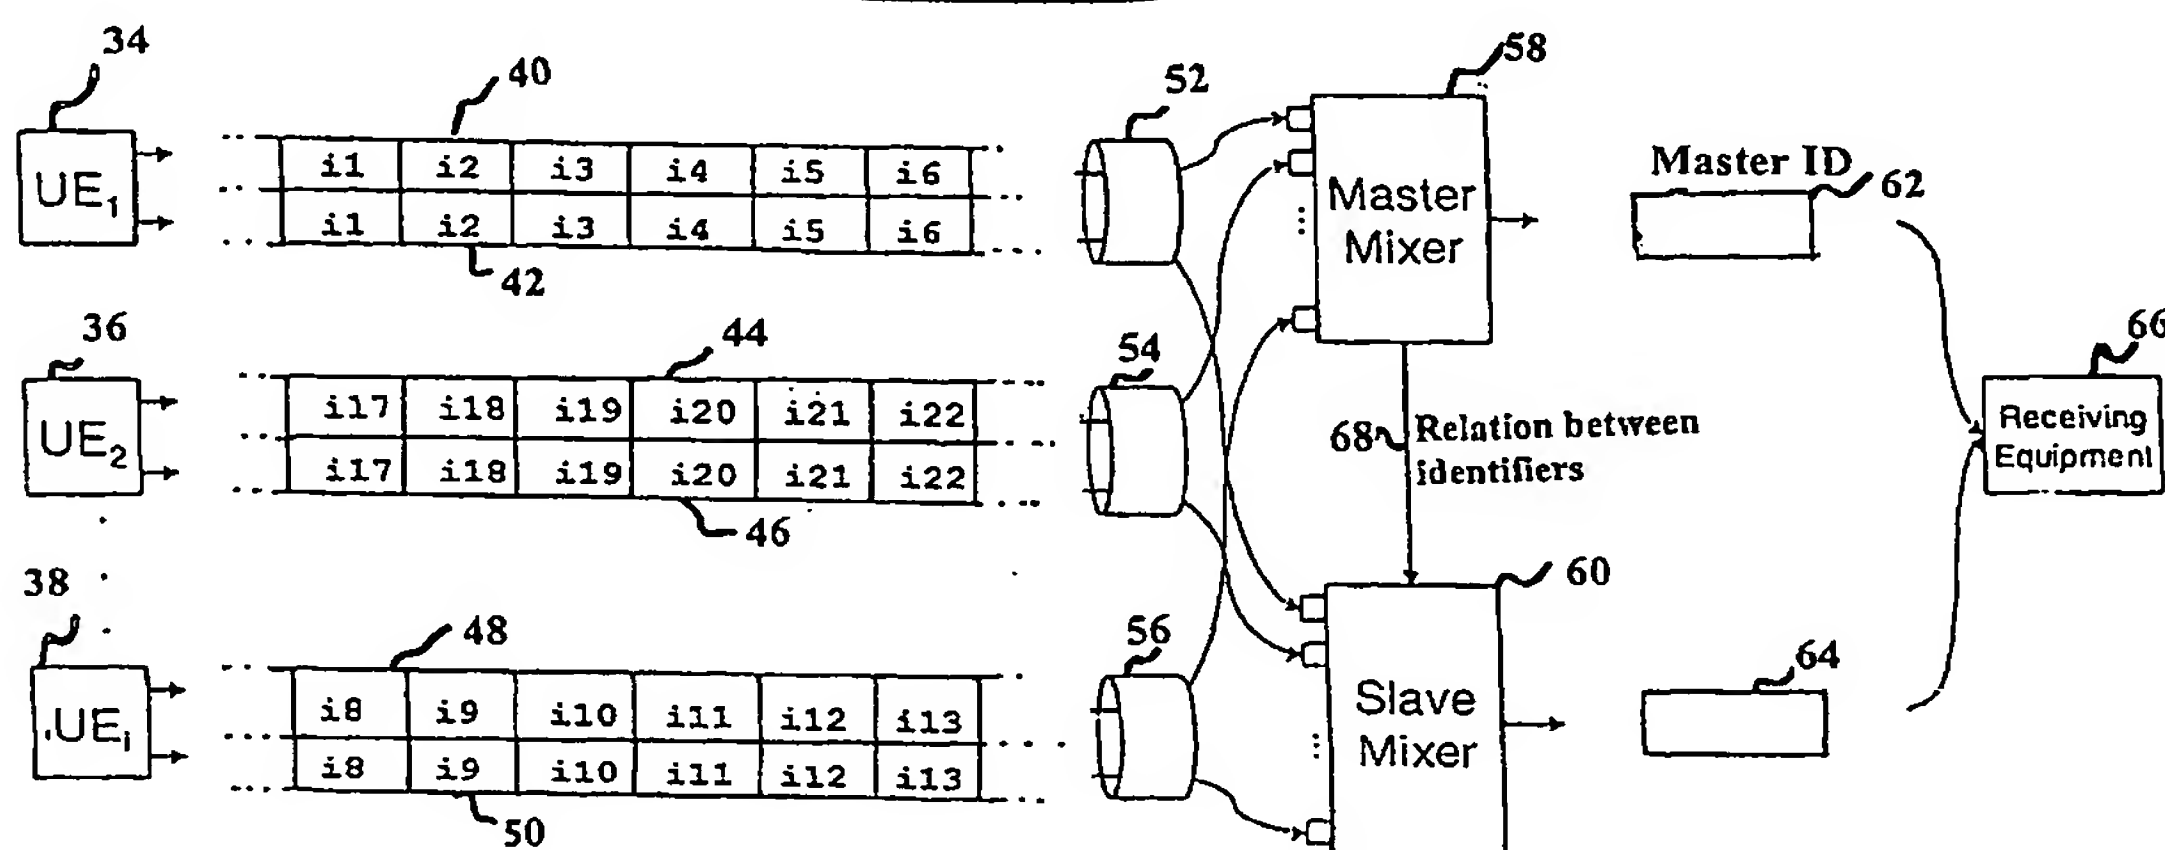 34
40
52
58
UE1
i1 i2 i3 i4 i5 i6
i1 i2 i3 i4 i5 i6
42
Master
Mixer
Master ID
62
36
44
54
66
UE2
i17 i18 i19 i20 i21 i22
i17 i18 i19 i20 i21 i22
46
68
Relation between
identifiers
Receiving
Equipment
38
48
56
60
UEi
i8 i9 i10 i11 i12 i13
i8 i9 i10 i11 i12 i13
50
Slave
Mixer
64